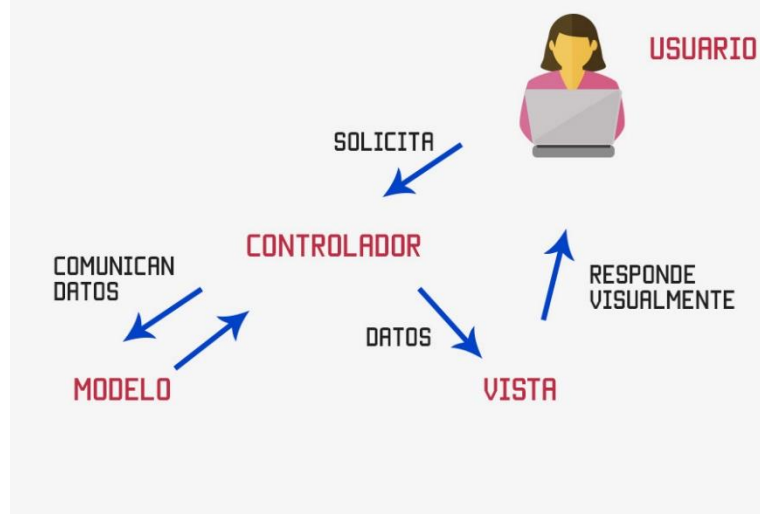 USUARIO
SOLICITA
CONTROLADOR
COMUNICAN
DATOS
RESPONDE
VISUALMENTE
DATOS
MODELO
VISTA